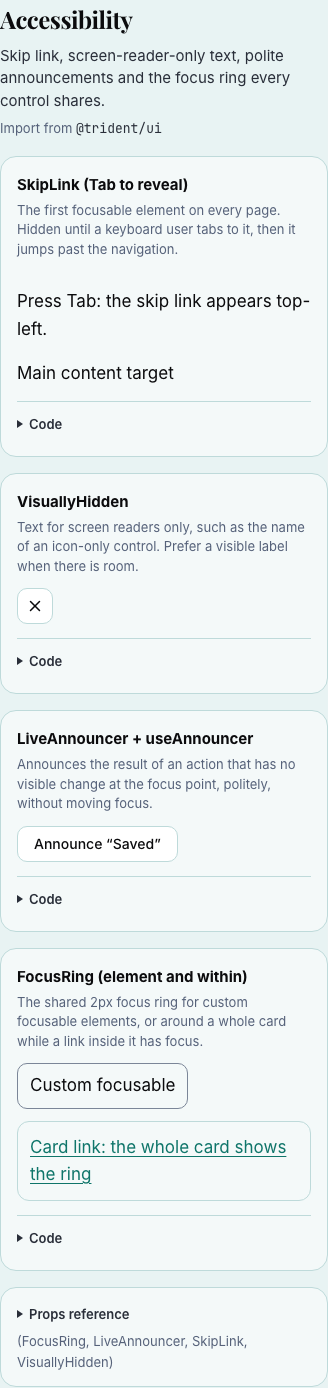 Accessibility
Skip link, screen-reader-only text, polite
announcements and the focus ring every
control shares.
Import from @trident/ui
SkipLink (Tab to reveal)
The first focusable element on every page.
Hidden until a keyboard user tabs to it, then it
jumps past the navigation.
Press Tab: the skip link appears top-
left.
Main content target
Code
VisuallyHidden
Text for screen readers only, such as the name
of an icon-only control. Prefer a visible label
when there is room.
Code
LiveAnnouncer + useAnnouncer
Announces the result of an action that has no
visible change at the focus point, politely,
without moving focus.
Announce “Saved”
Code
FocusRing (element and within)
The shared 2px focus ring for custom
focusable elements, or around a whole card
while a link inside it has focus.
Custom focusable
Card link: the whole card shows
the ring
Code
Props reference
(FocusRing, LiveAnnouncer, SkipLink,
VisuallyHidden)